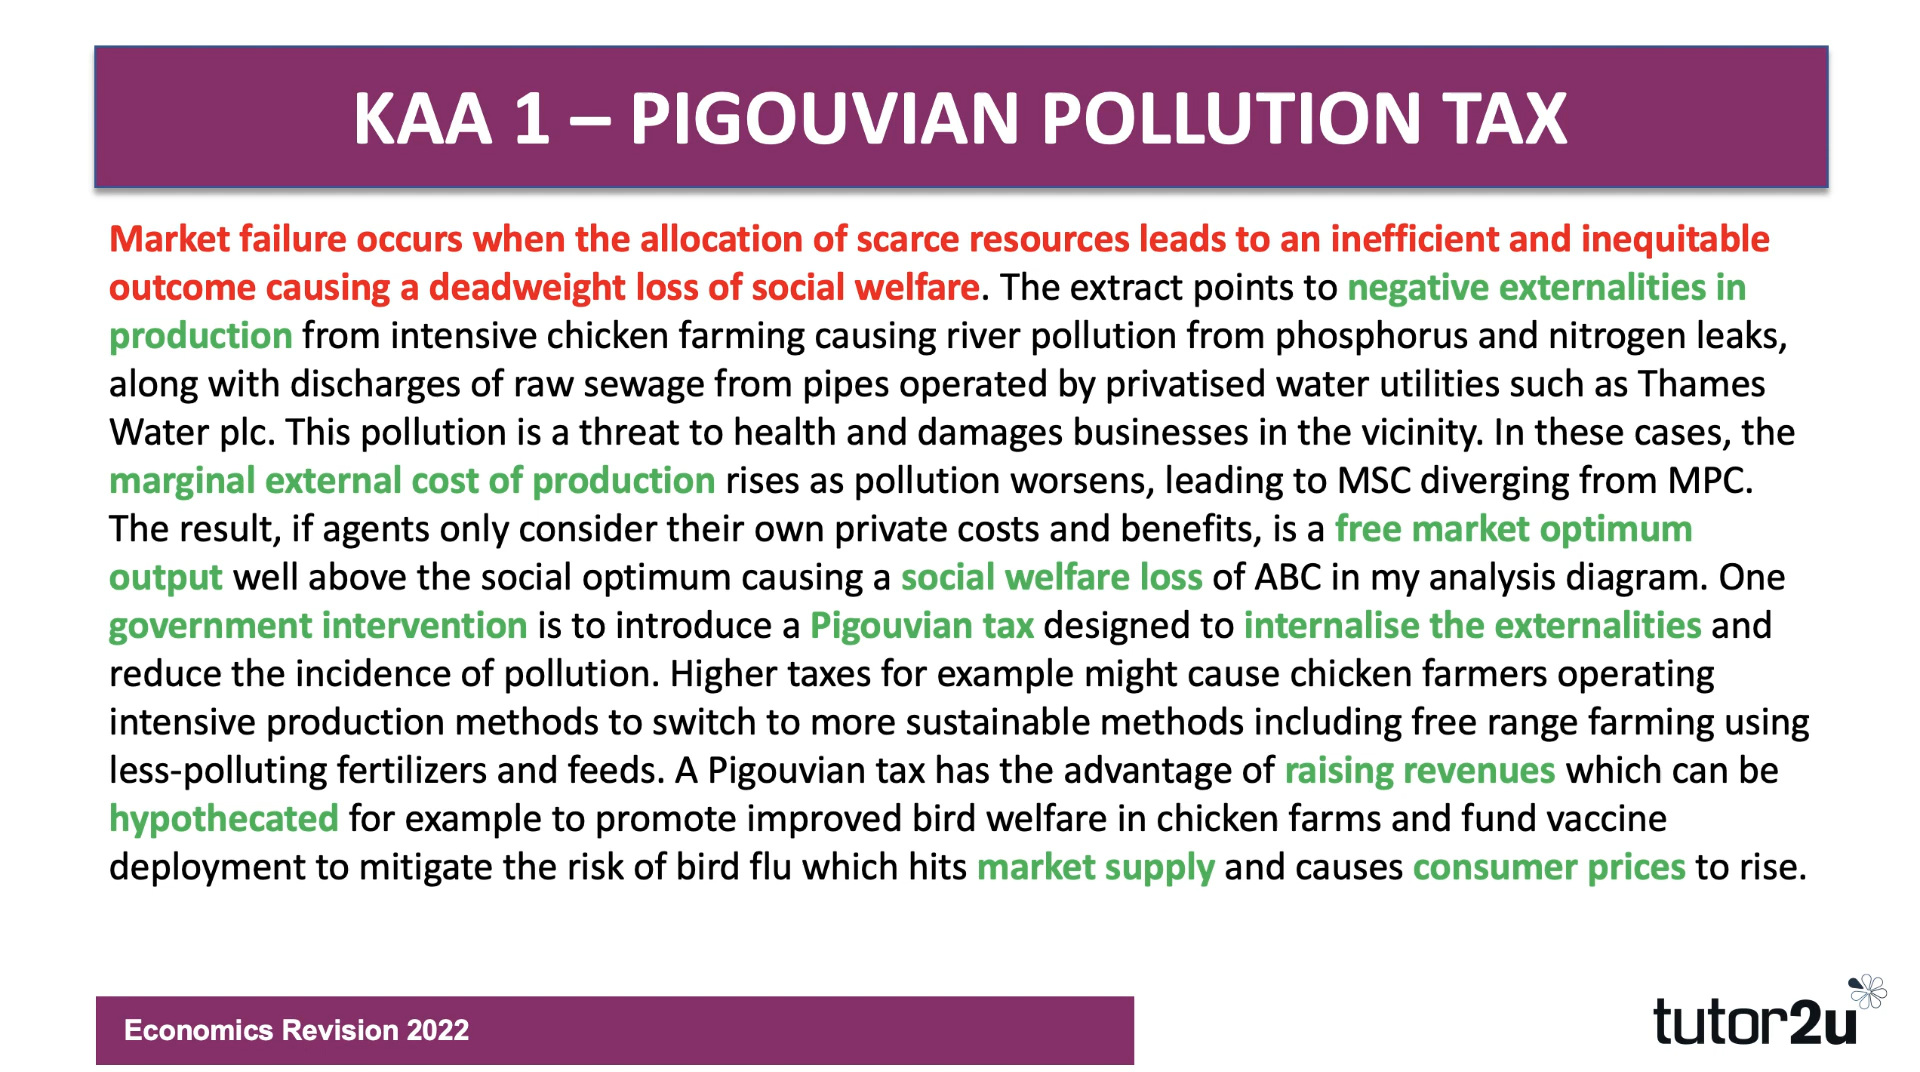 KAA 1 – PIGOUVIAN POLLUTION TAX
Market failure occurs when the allocation of scarce resources leads to an inefficient and inequitable
outcome causing a deadweight loss of social welfare. The extract points to negative externalities in
production from intensive chicken farming causing river pollution from phosphorus and nitrogen leaks,
along with discharges of raw sewage from pipes operated by privatised water utilities such as Thames
Water plc. This pollution is a threat to health and damages businesses in the vicinity. In these cases, the
marginal external cost of production rises as pollution worsens, leading to MSC diverging from MPC.
The result, if agents only consider their own private costs and benefits, is a free market optimum
output well above the social optimum causing a social welfare loss of ABC in my analysis diagram. One
government intervention is to introduce a Pigouvian tax designed to internalise the externalities and
reduce the incidence of pollution. Higher taxes for example might cause chicken farmers operating
intensive production methods to switch to more sustainable methods including free range farming using
less-polluting fertilizers and feeds. A Pigouvian tax has the advantage of raising revenues which can be
hypothecated for example to promote improved bird welfare in chicken farms and fund vaccine
deployment to mitigate the risk of bird flu which hits market supply and causes consumer prices to rise.
Economics Revision 2022
tutor2u